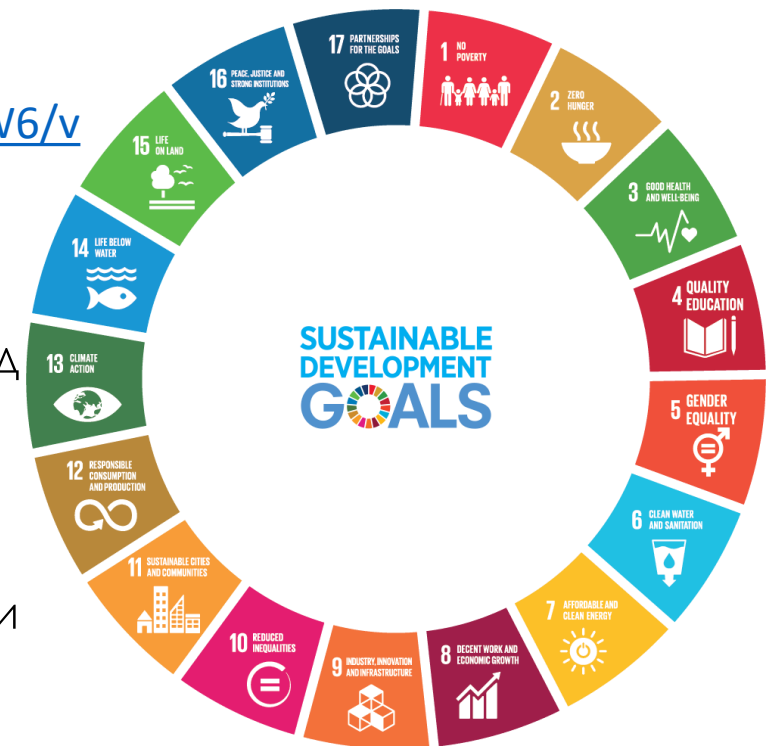 W6/v
д
и
SUSTAINABLE
DEVELOPMENT
GOALS
1 NO
POVERTY
2 ZERO
HUNGER
3 GOOD HEALTH
AND WELL-BEING
4 QUALITY
EDUCATION
5 GENDER
EQUALITY
6 CLEAN WATER
AND SANITATION
7 AFFORDABLE AND
CLEAN ENERGY
8 DECENT WORK AND
ECONOMIC GROWTH
9 INDUSTRY, INNOVATION
AND INFRASTRUCTURE
10 REDUCED
INEQUALITIES
11 SUSTAINABLE CITIES
AND COMMUNITIES
12 RESPONSIBLE
CONSUMPTION
AND PRODUCTION
13 CLIMATE
ACTION
14 LIFE BELOW
WATER
15 LIFE
ON LAND
16 PEACE, JUSTICE AND
STRONG INSTITUTIONS
17 PARTNERSHIPS
FOR THE GOALS